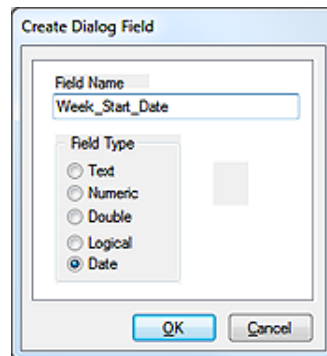 Create Dialog Field
Field Name
Week_Start_Date
Field Type
Text
Numeric
Double
Logical
Date
OK
Cancel